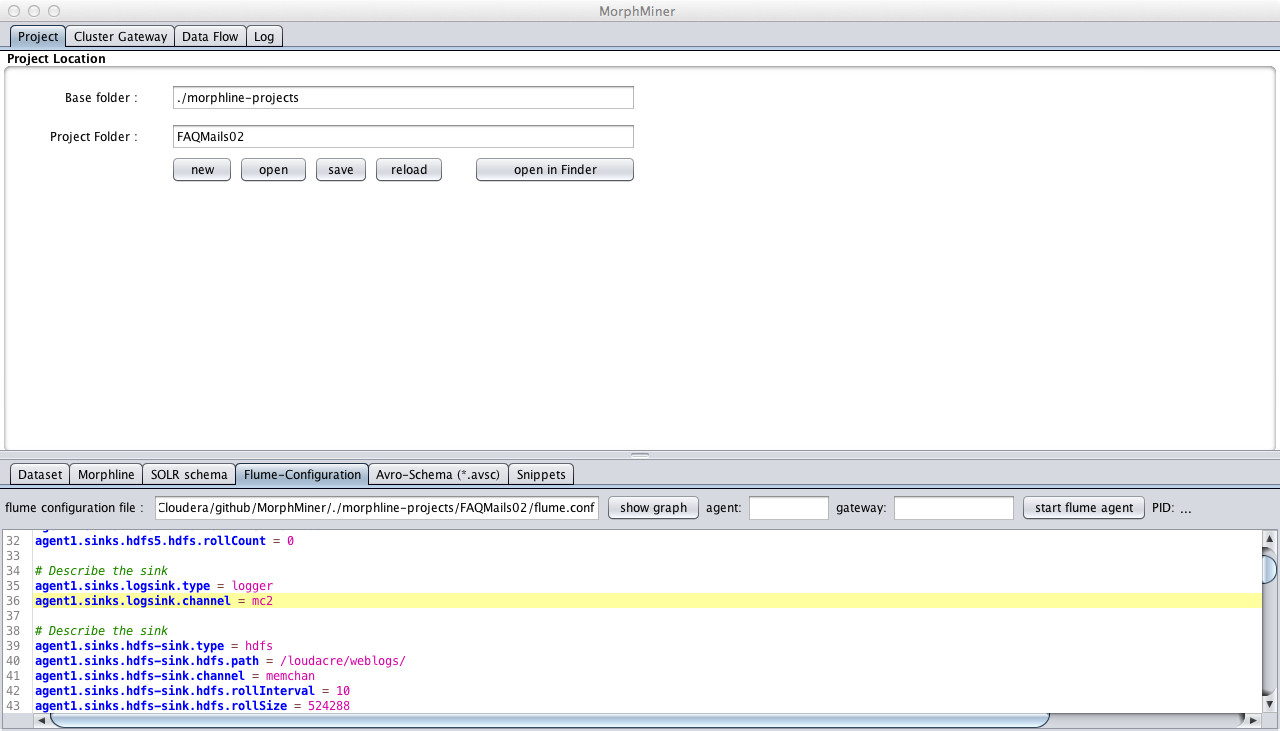 MorphMiner
Project Cluster Gateway Data Flow Log
Project Location
Base folder : ./morphline-projects
Project Folder : FAQMails02
new open save reload open in Finder
Dataset Morphline SOLR schema Flume-Configuration Avro-Schema (*.avsc) Snippets
flume configuration file : Cloudera/github/MorphMiner/./morphline-projects/FAQMails02/flume.conf show graph agent: gateway: start flume agent PID: ...
32 agent1.sinks.hdfs5.hdfs.rollCount = 0
33
34 # Describe the sink
35 agent1.sinks.logsink.type = logger
36 agent1.sinks.logsink.channel = mc2
37
38 # Describe the sink
39 agent1.sinks.hdfs-sink.type = hdfs
40 agent1.sinks.hdfs-sink.hdfs.path = /loudacre/weblogs/
41 agent1.sinks.hdfs-sink.channel = memchan
42 agent1.sinks.hdfs-sink.hdfs.rollInterval = 10
43 agent1.sinks.hdfs-sink.hdfs.rollSize = 524288